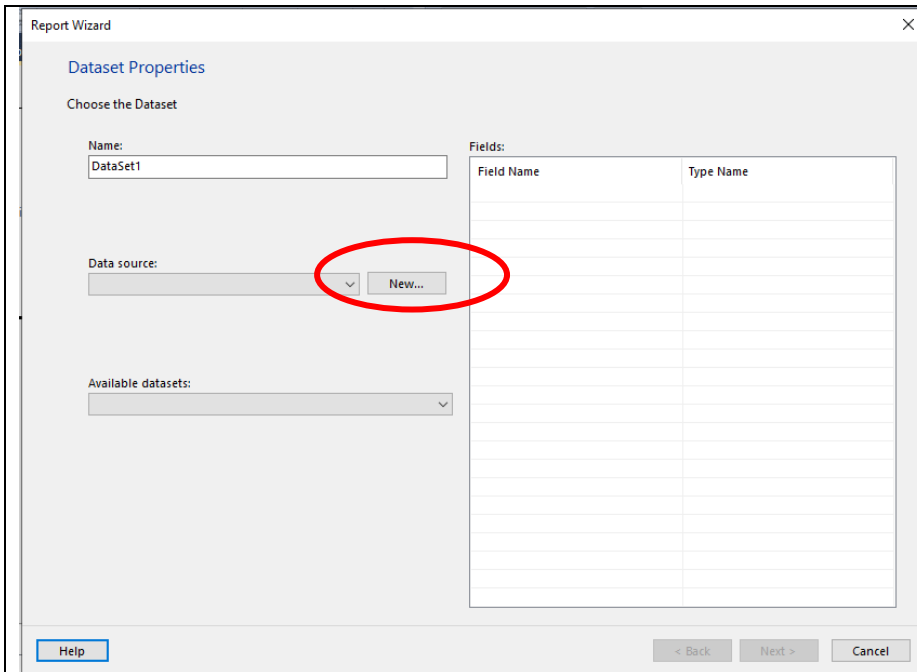 Report Wizard
Dataset Properties
Choose the Dataset
Name:
DataSet1
Data source:
New...
Available datasets:
Fields:
Field Name Type Name
Help
< Back Next > Cancel